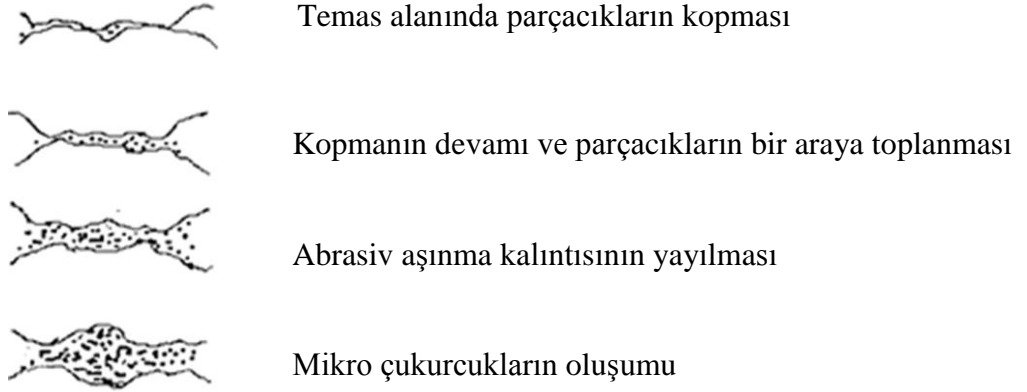 Temas alanında parçacıkların kopması
Kopmanın devamı ve parçacıkların bir araya toplanması
Abrasiv aşınma kalıntısının yayılması
Mikro çukurcukların oluşumu